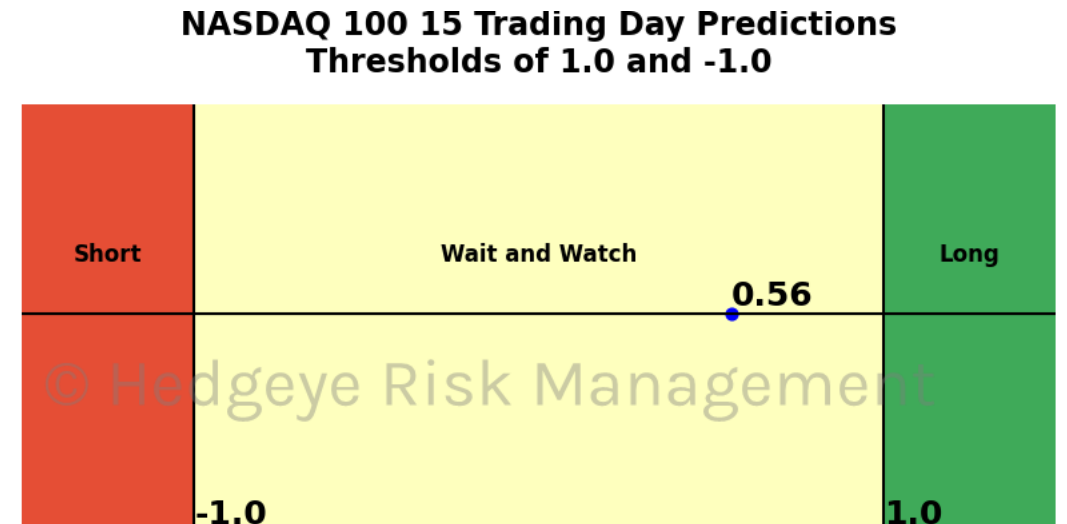 NASDAQ 100 15 Trading Day Predictions
Thresholds of 1.0 and -1.0
Short
Wait and Watch
Long
0.56
© Hedgeye Risk Management
-1.0
1.0